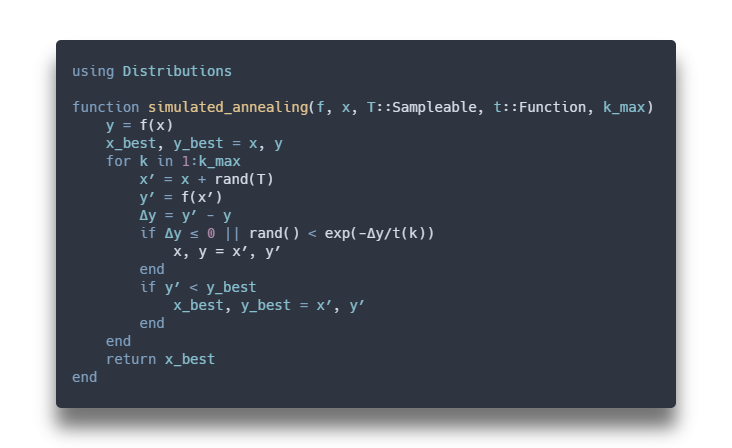 using Distributions
function simulated_annealing(f, x, T::Sampleable, t::Function, k_max)
    y = f(x)
    x_best, y_best = x, y
    for k in 1:k_max
        x′ = x + rand(T)
        y′ = f(x′)
        Δy = y′ - y
        if Δy ≤ 0 || rand() < exp(-Δy/t(k))
            x, y = x′, y′
        end
        if y′ < y_best
            x_best, y_best = x′, y′
        end
    end
    return x_best
end